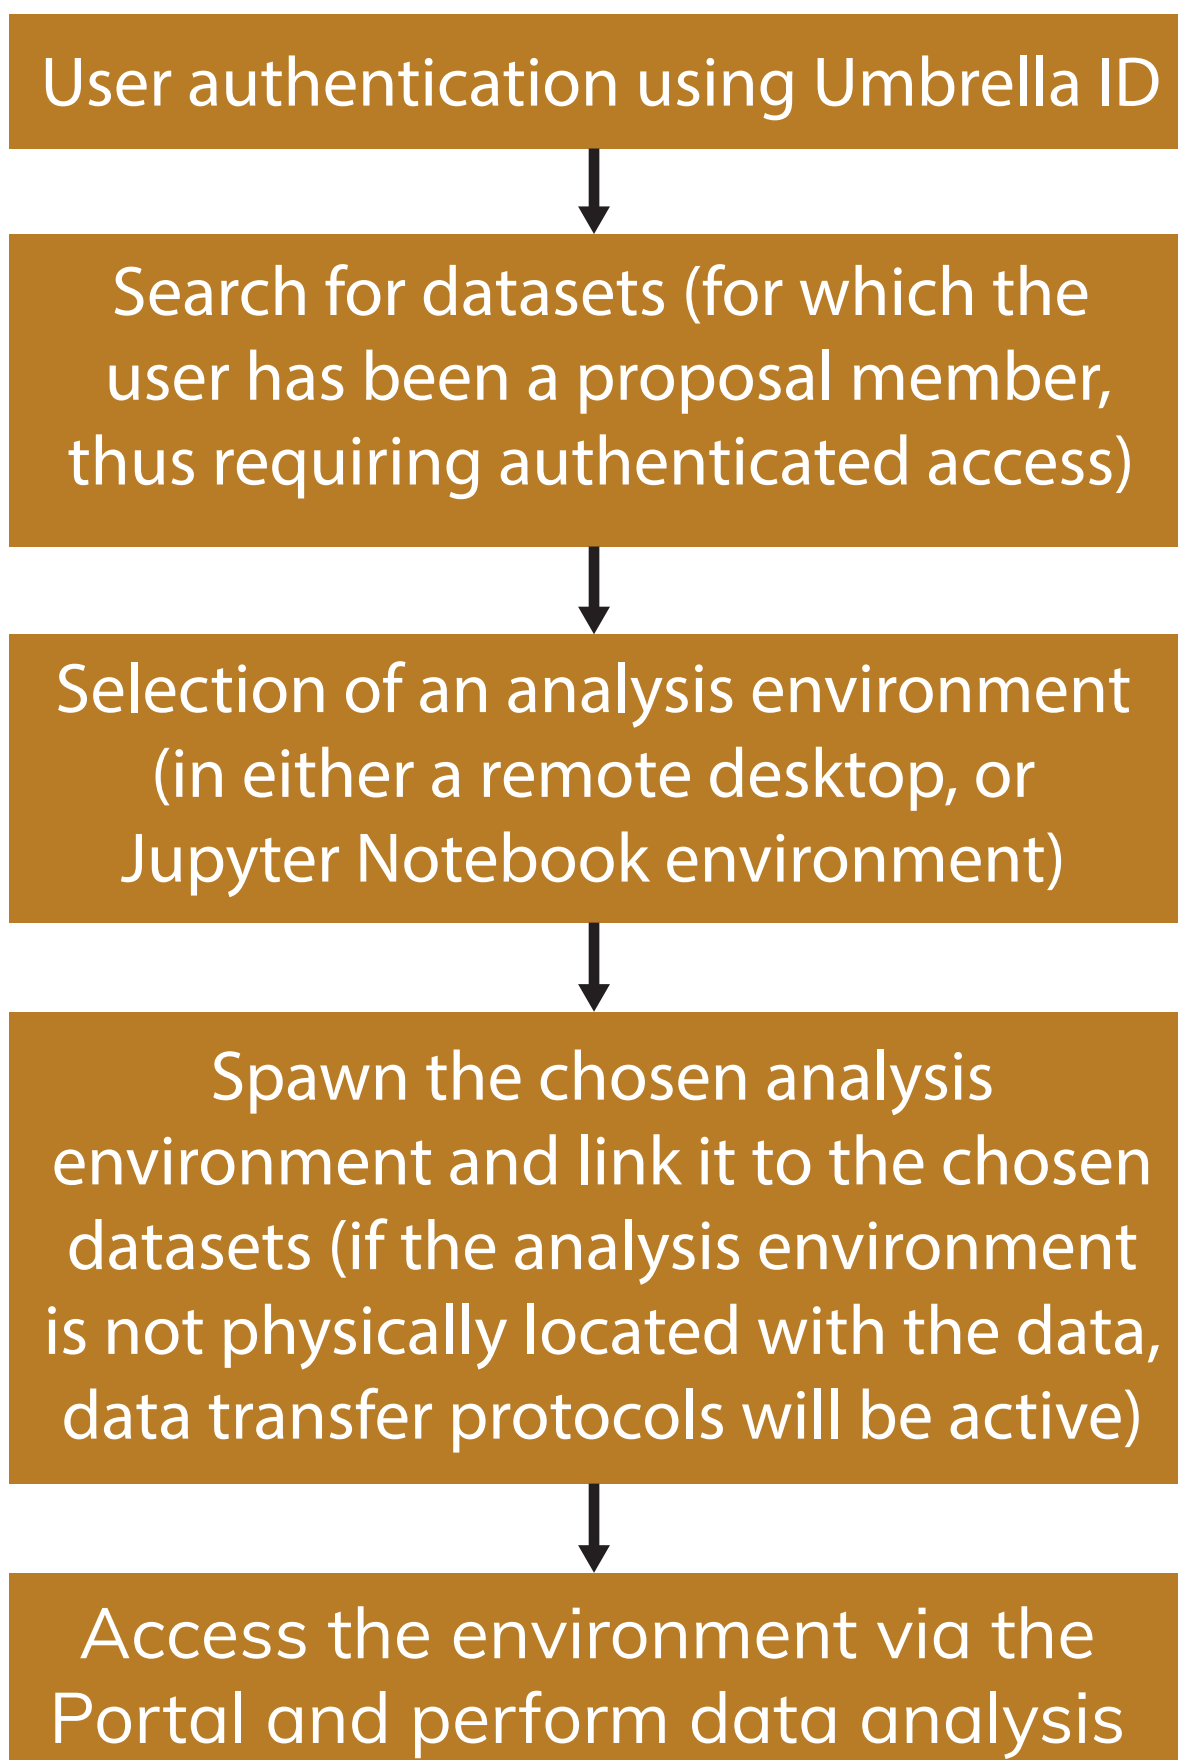 User authentication using Umbrella ID
Search for datasets (for which the
user has been a proposal member,
thus requiring authenticated access)
Selection of an analysis environment
(in either a remote desktop, or
Jupyter Notebook environment)
Spawn the chosen analysis
environment and link it to the chosen
datasets (if the analysis environment
is not physically located with the data,
data transfer protocols will be active)
Access the environment via the
Portal and perform data analysis